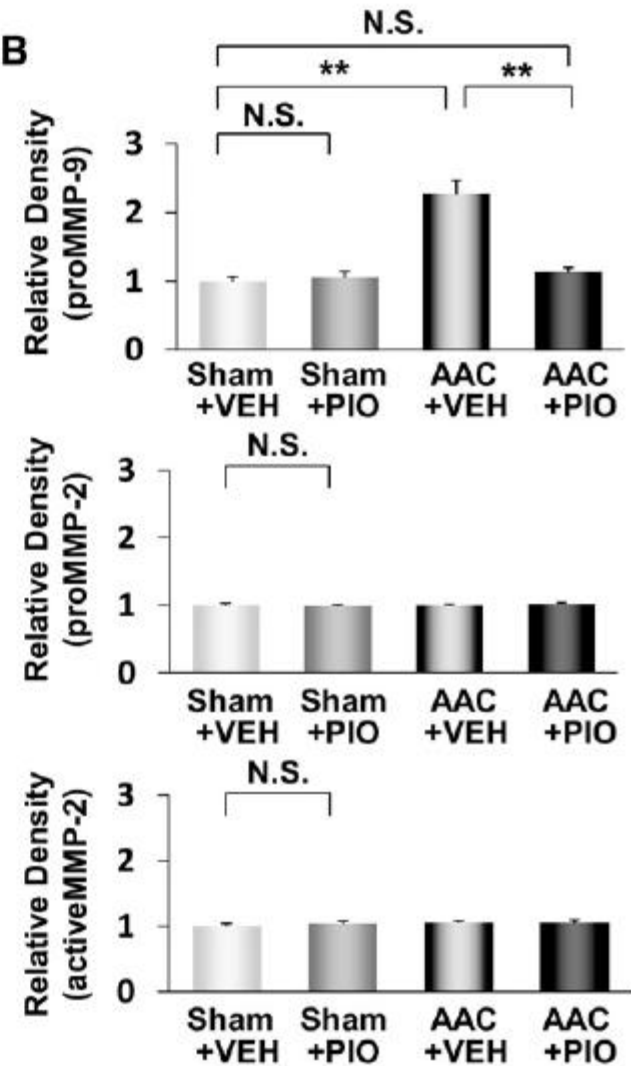 B
N.S.
** **
N.S.
Relative Density
(proMMP-9)
3
2
1
0
Sham Sham AAC AAC
+VEH +PIO +VEH +PIO
N.S.
Relative Density
(proMMP-2)
3
2
1
0
Sham Sham AAC AAC
+VEH +PIO +VEH +PIO
N.S.
Relative Density
(activeMMP-2)
3
2
1
0
Sham Sham AAC AAC
+VEH +PIO +VEH +PIO